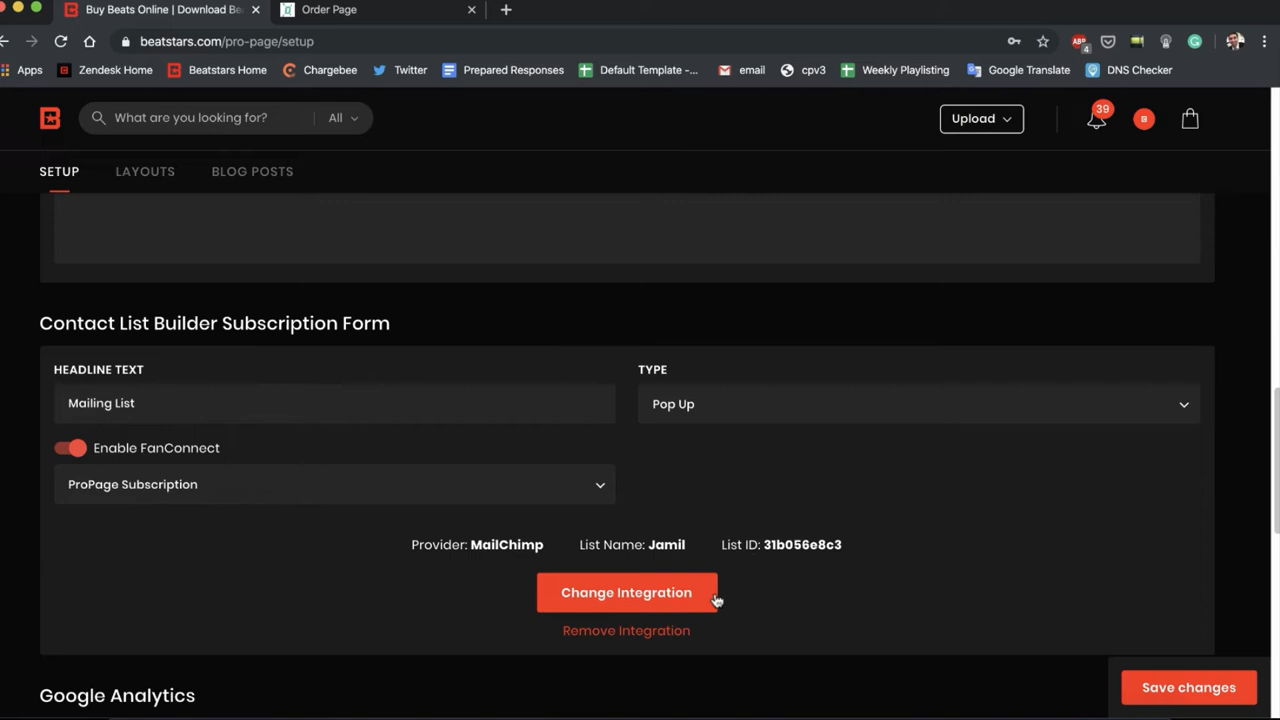 Buy Beats Online | Download Be
Order Page
beatstars.com/pro-page/setup
ABP
4
Apps
Zendesk Home
Beatstars Home
Chargebee
Twitter
Prepared Responses
Default Template -...
email
cpv3
Weekly Playlisting
Google Translate
DNS Checker
What are you looking for?
All
Upload
39
SETUP
LAYOUTS
BLOG POSTS
Contact List Builder Subscription Form
HEADLINE TEXT
TYPE
Mailing List
Pop Up
Enable FanConnect
ProPage Subscription
Provider: MailChimp
List Name: Jamil
List ID: 31b056e8c3
Change Integration
Remove Integration
Save changes
Google Analytics